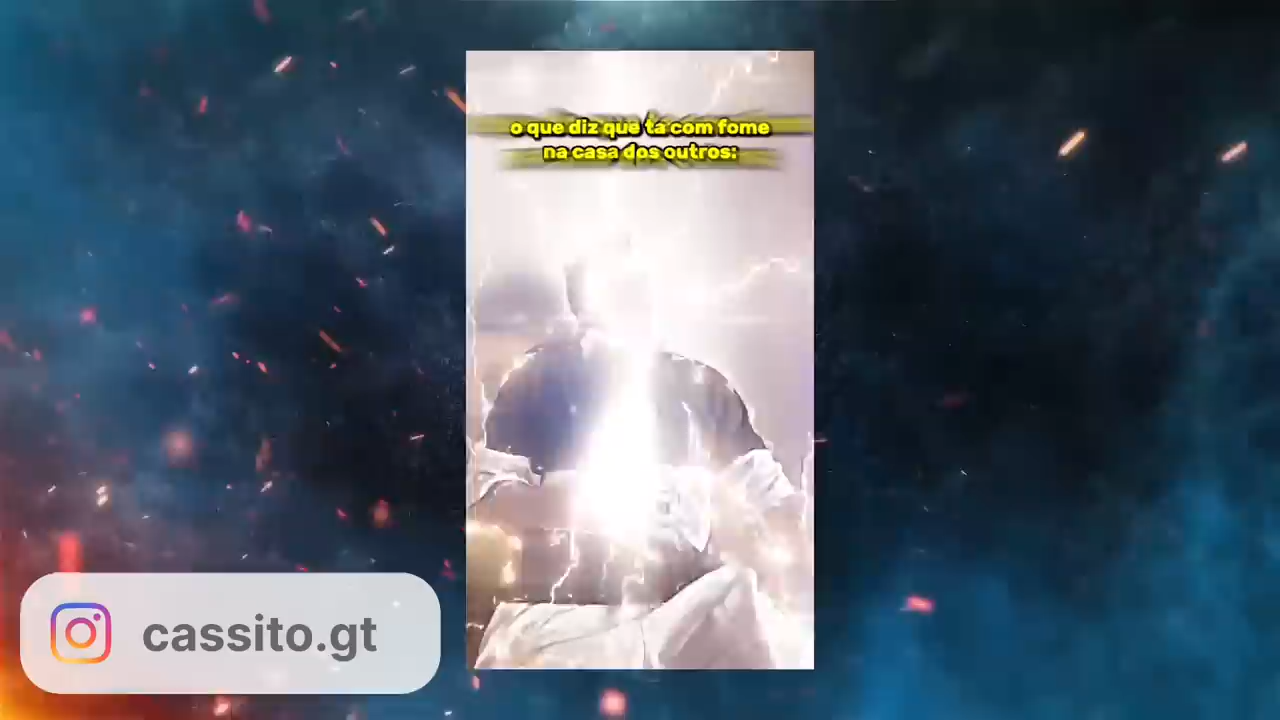 o que diz que ta com fome
na casa dos outros:
cassito.gt